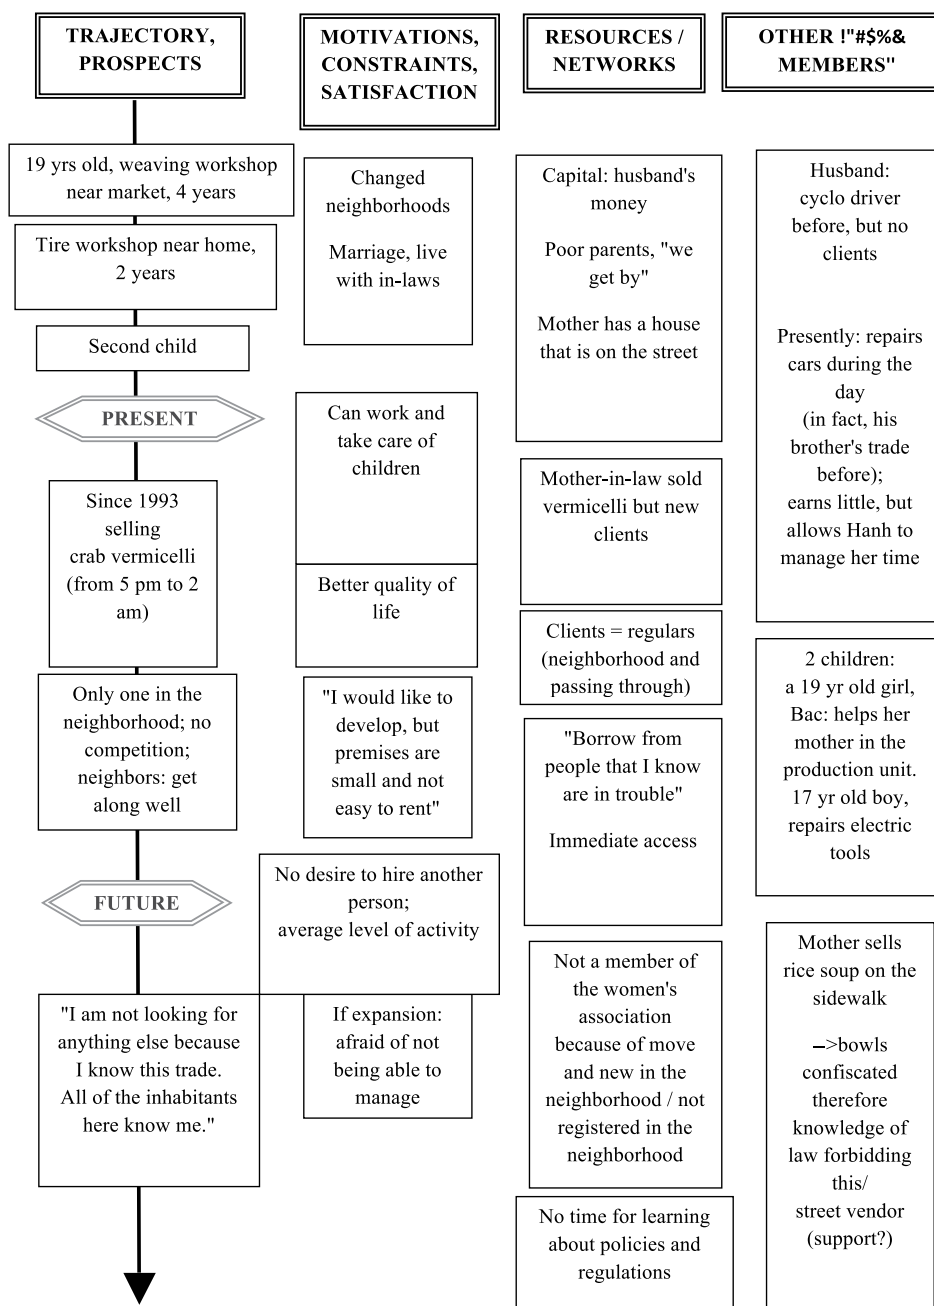 TRAJECTORY,
PROSPECTS
19 yrs old, weaving workshop
near market, 4 years
Tire workshop near home,
2 years
Second child
PRESENT
Since 1993
selling
crab vermicelli
(from 5 pm to 2
am)
Only one in the
neighborhood; no
competition;
neighbors: get
along well
FUTURE
"I am not looking for
anything else because
I know this trade.
All of the inhabitants
here know me."
MOTIVATIONS,
CONSTRAINTS,
SATISFACTION
Changed
neighborhoods
Marriage, live
with in-laws
Can work and
take care of
children
Better quality of
life
"I would like to
develop, but
premises are
small and not
easy to rent"
No desire to hire another
person;
average level of activity
If expansion:
afraid of not
being able to
manage
RESOURCES /
NETWORKS
Capital: husband's
money
Poor parents, "we
get by"
Mother has a house
that is on the street
Mother-in-law sold
vermicelli but new
clients
Clients = regulars
(neighborhood and
passing through)
"Borrow from
people that I know
are in trouble"
Immediate access
Not a member of
the women's
association
because of move
and new in the
neighborhood / not
registered in the
neighborhood
No time for learning
about policies and
regulations
OTHER !"#$%&
MEMBERS"
Husband:
cyclo driver
before, but no
clients
Presently: repairs
cars during the
day
(in fact, his
brother's trade
before);
earns little, but
allows Hanh to
manage her time
2 children:
a 19 yr old girl,
Bac: helps her
mother in the
production unit.
17 yr old boy,
repairs electric
tools
Mother sells
rice soup on the
sidewalk
–>bowls
confiscated
therefore
knowledge of
law forbidding
this/
street vendor
(support?)